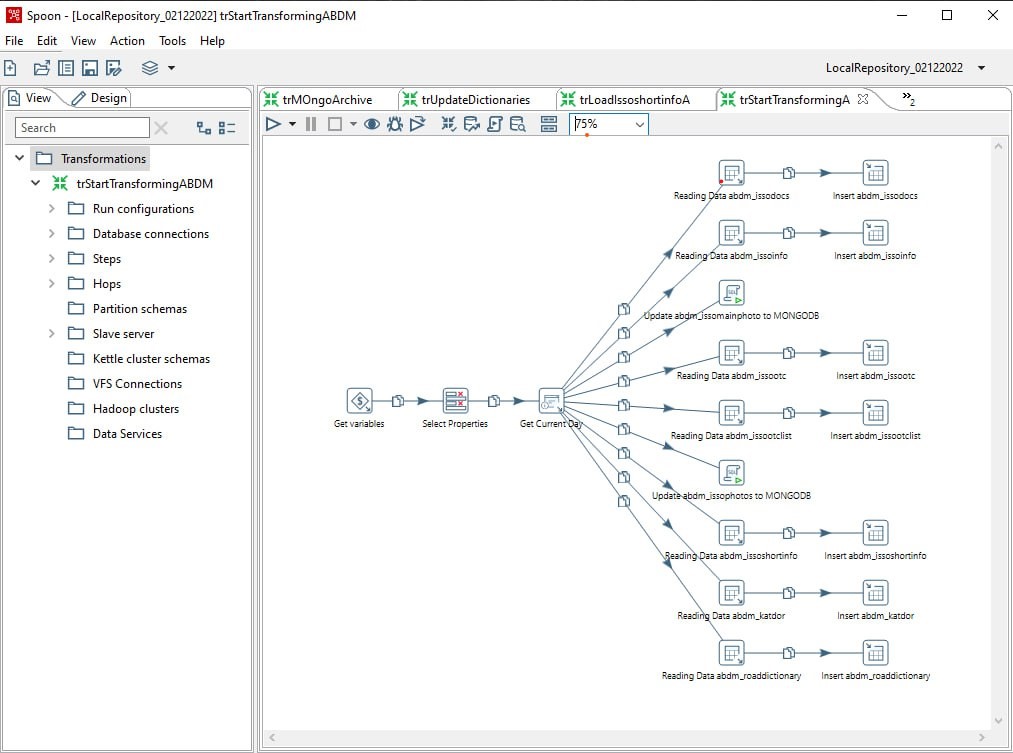 Spoon - [LocalRepository_02122022] trStartTransformingABDM
File Edit View Action Tools Help
LocalRepository_02122022
View Design
trMOngoArchive trUpdateDictionaries trLoadIssoshortinfoA trStartTransformingA »2
Search
75%
Transformations
trStartTransformingABDM
Run configurations
Database connections
Steps
Hops
Partition schemas
Slave server
Kettle cluster schemas
VFS Connections
Hadoop clusters
Data Services
Reading Data abdm_issodocs Insert abdm_issodocs
Reading Data abdm_issoinfo Insert abdm_issoinfo
Update abdm_issomainphoto to MONGODB
Reading Data abdm_issootc Insert abdm_issootc
Get variables Select Properties Get Current Day
Reading Data abdm_issootclist Insert abdm_issootclist
Update abdm_issophotos to MONGODB
Reading Data abdm_issoshortinfo Insert abdm_issoshortinfo
Reading Data abdm_katdor Insert abdm_katdor
Reading Data abdm_roaddictionary Insert abdm_roaddictionary